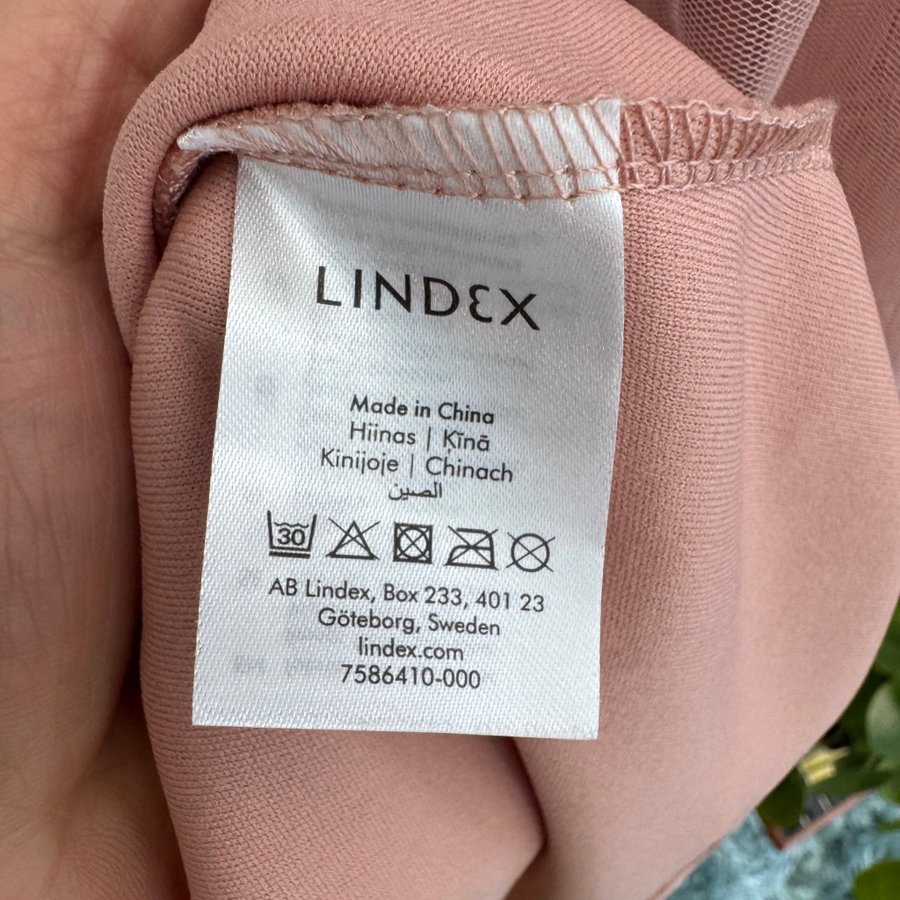 LINDEX
Made in China
Hiinas | Ķīnā
Kinijoje | Chinach
الصين
30
AB Lindex, Box 233, 401 23
Göteborg, Sweden
lindex.com
7586410-000